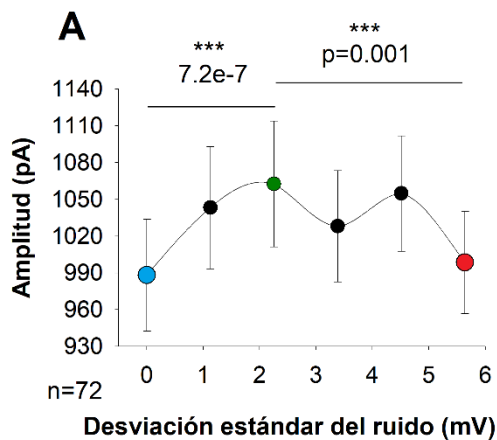 A
***
7.2e-7
***
p=0.001
Amplitud (pA)
1140
1110
1080
1050
1020
990
960
930
0 1 2 3 4 5 6
n=72
Desviación estándar del ruido (mV)